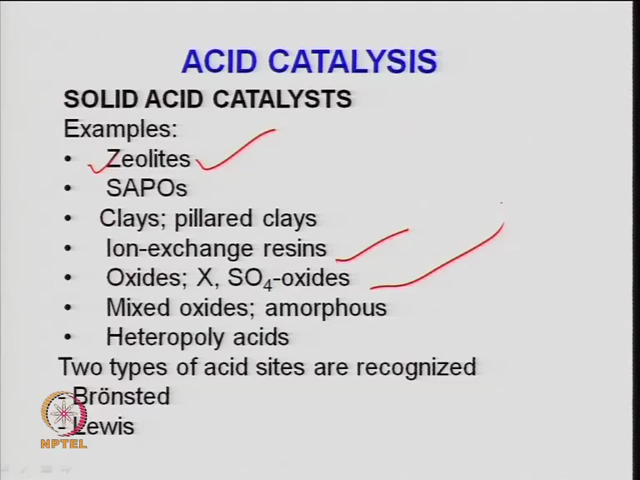 ACID CATALYSIS
SOLID ACID CATALYSTS
Examples:
• Zeolites
• SAPOs
• Clays; pillared clays
• Ion-exchange resins
• Oxides; X, SO₄-oxides
• Mixed oxides; amorphous
• Heteropoly acids
Two types of acid sites are recognized
- Brönsted
- Lewis
NPTEL